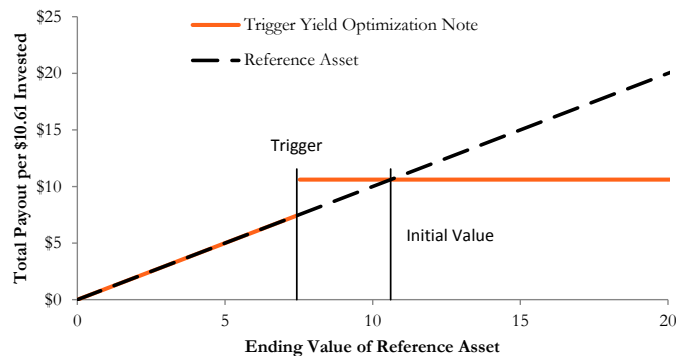 $25
$20
$15
$10
$5
$0
Total Payout per $10.61 Invested
Trigger Yield Optimization Note
Reference Asset
Trigger
Initial Value
0
5
10
15
20
Ending Value of Reference Asset